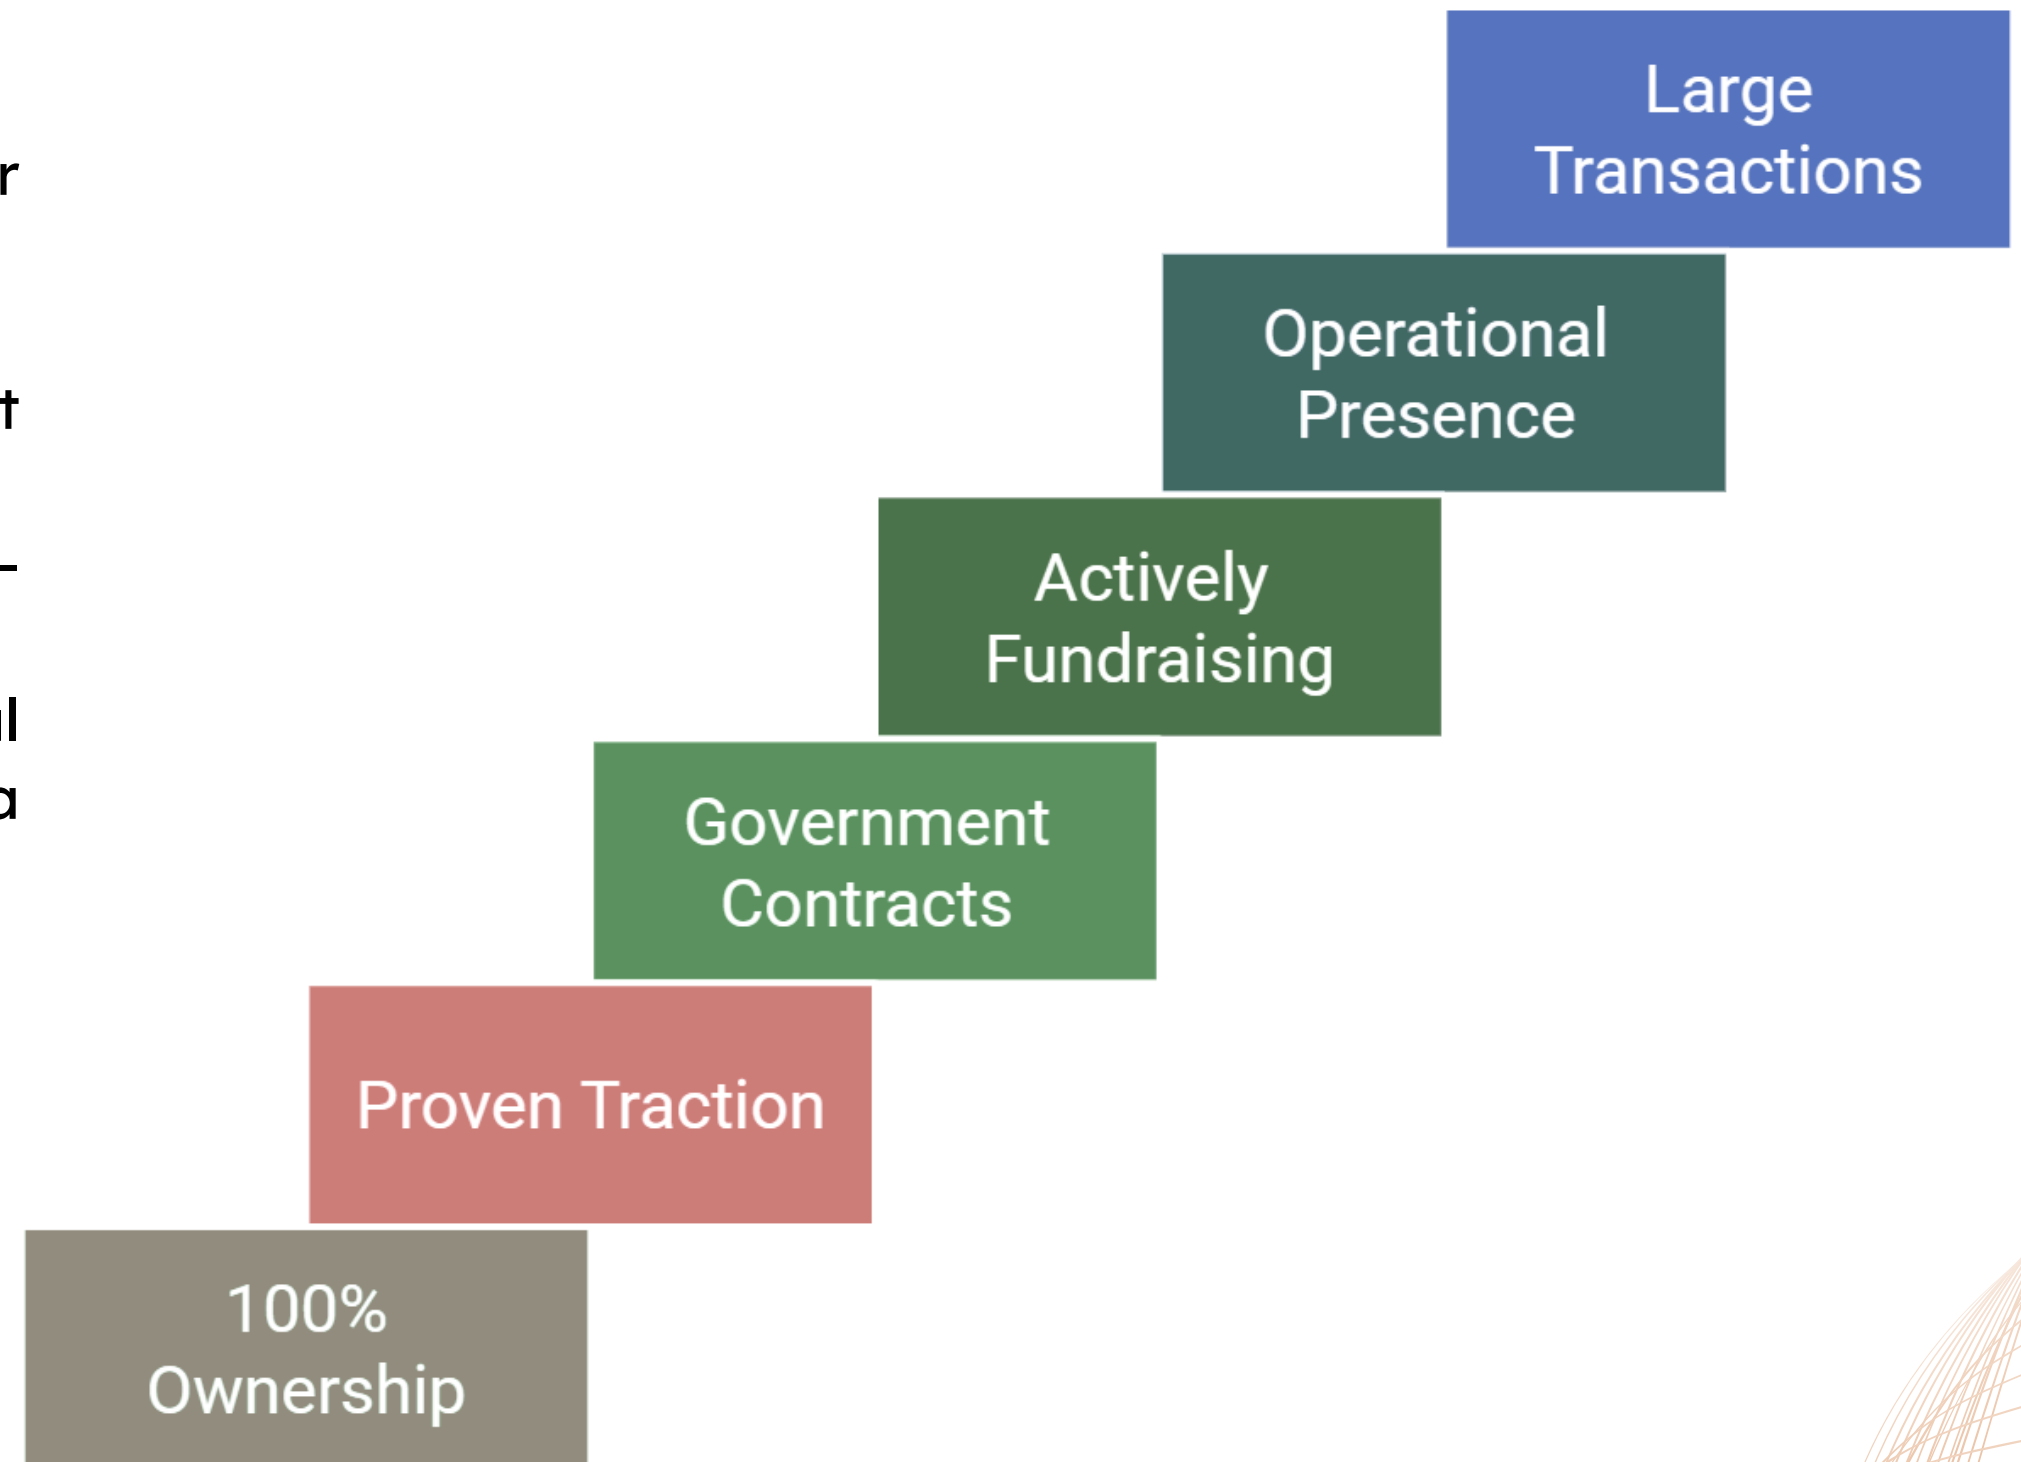 Large
Transactions
Operational
Presence
Actively
Fundraising
Government
Contracts
Proven Traction
100%
Ownership